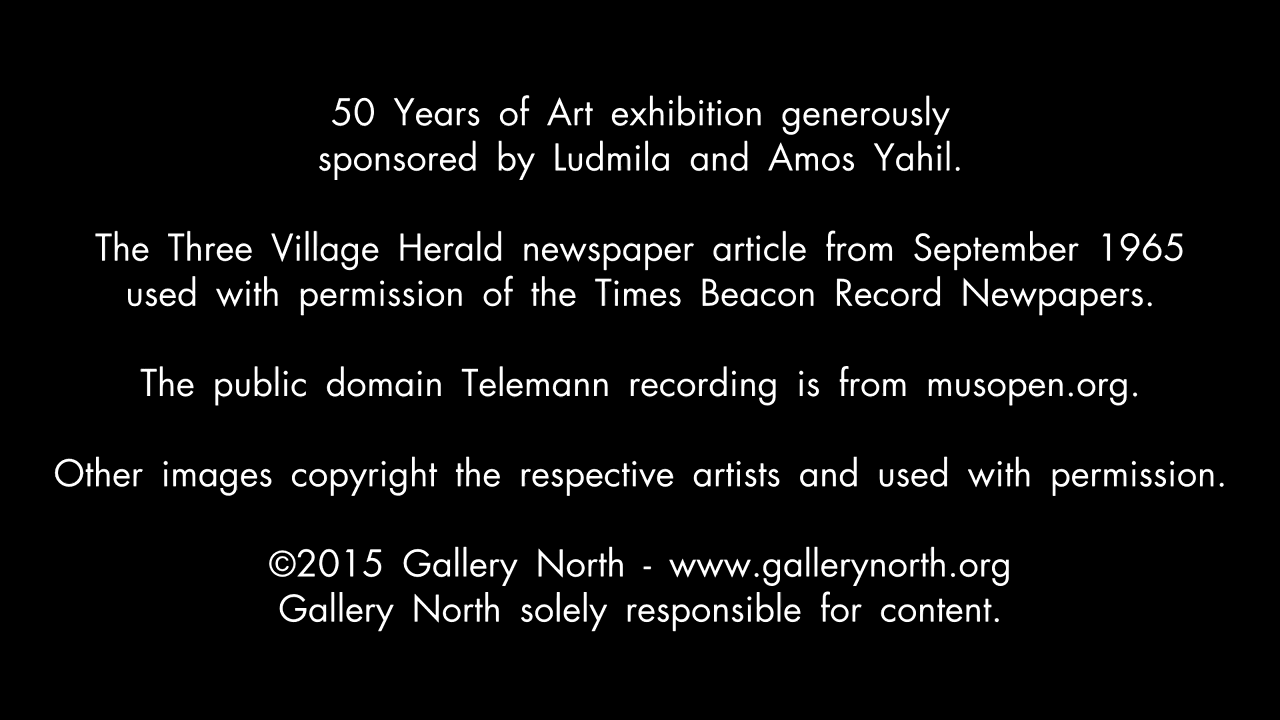 50 Years of Art exhibition generously
sponsored by Ludmila and Amos Yahil.
The Three Village Herald newspaper article from September 1965
used with permission of the Times Beacon Record Newpapers.
The public domain Telemann recording is from musopen.org.
Other images copyright the respective artists and used with permission.
©2015 Gallery North - www.gallerynorth.org
Gallery North solely responsible for content.